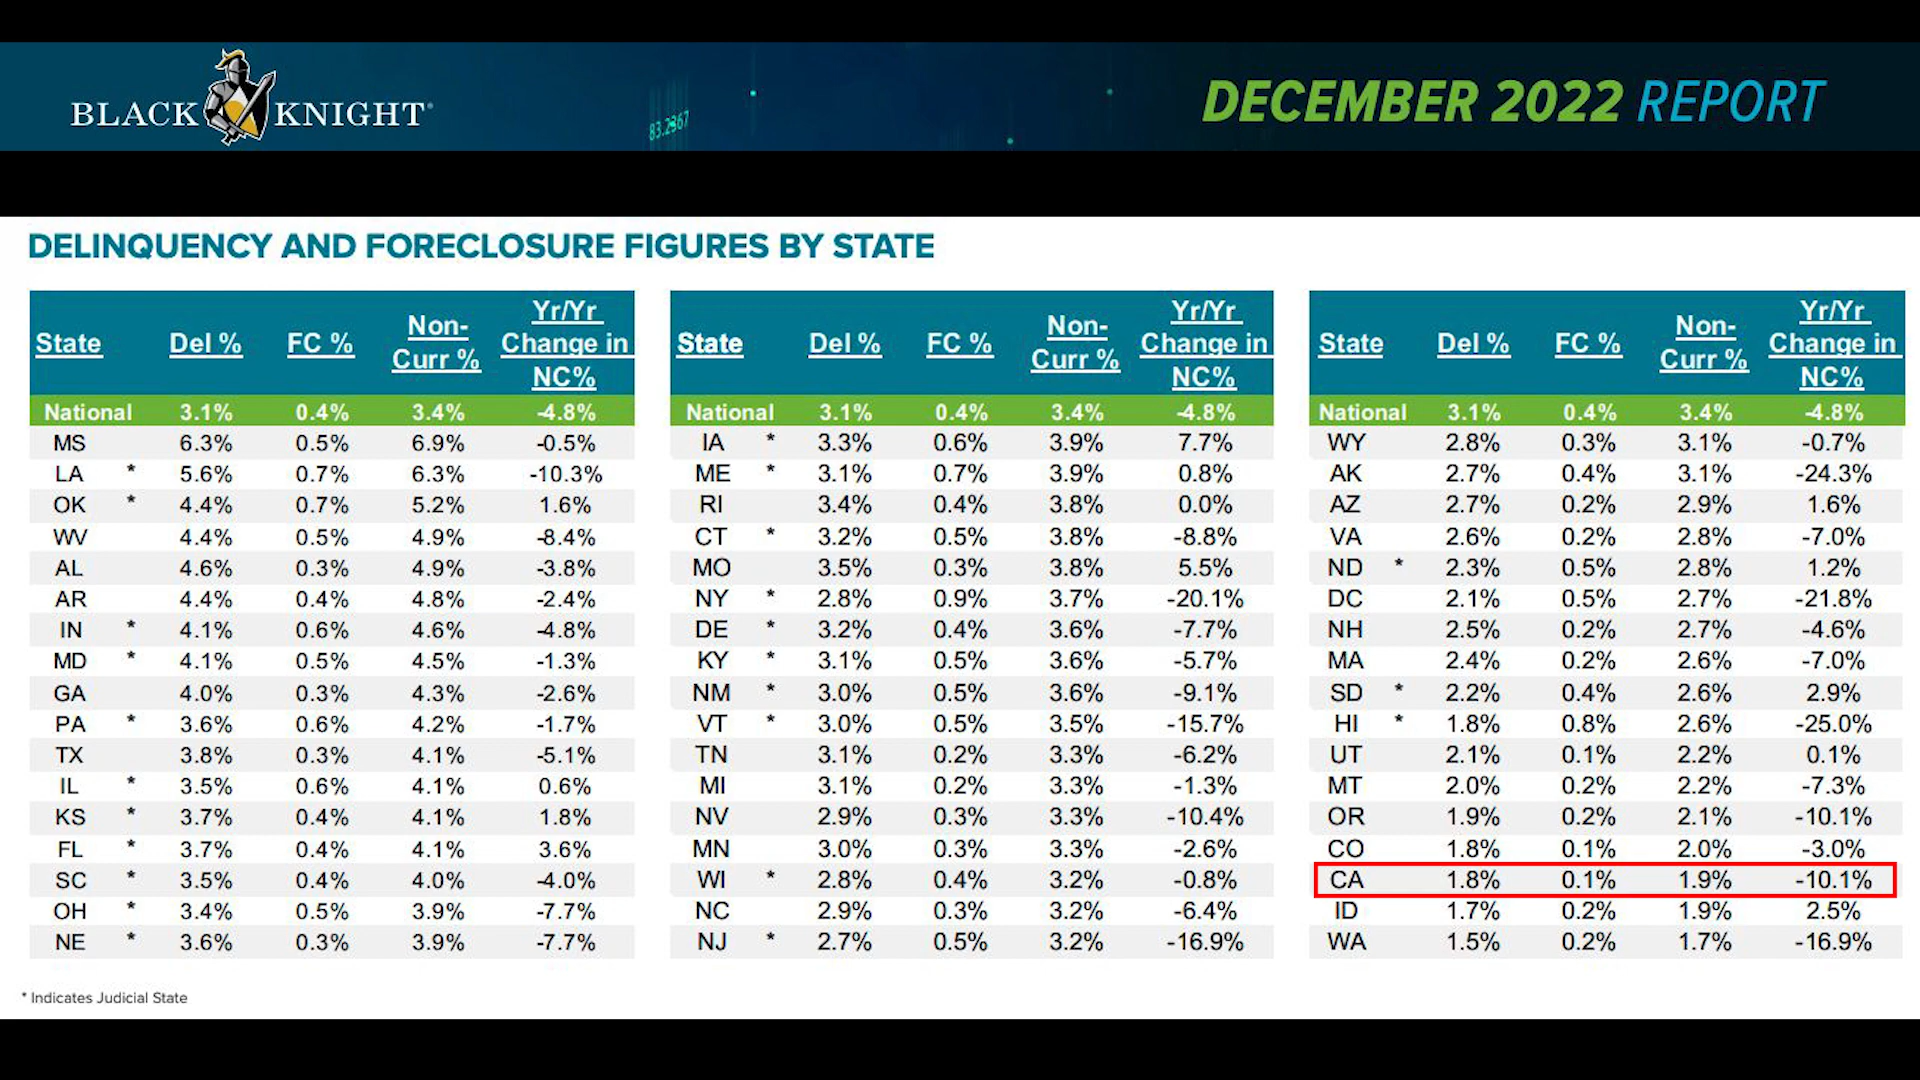 BLACK KNIGHT®
83.2367
DECEMBER 2022 REPORT
DELINQUENCY AND FORECLOSURE FIGURES BY STATE
State Del % FC % Non-Curr % Yr/Yr Change in NC%
National 3.1% 0.4% 3.4% -4.8%
MS 6.3% 0.5% 6.9% -0.5%
LA * 5.6% 0.7% 6.3% -10.3%
OK * 4.4% 0.7% 5.2% 1.6%
WV 4.4% 0.5% 4.9% -8.4%
AL 4.6% 0.3% 4.9% -3.8%
AR 4.4% 0.4% 4.8% -2.4%
IN * 4.1% 0.6% 4.6% -4.8%
MD * 4.1% 0.5% 4.5% -1.3%
GA 4.0% 0.3% 4.3% -2.6%
PA * 3.6% 0.6% 4.2% -1.7%
TX 3.8% 0.3% 4.1% -5.1%
IL * 3.5% 0.6% 4.1% 0.6%
KS * 3.7% 0.4% 4.1% 1.8%
FL * 3.7% 0.4% 4.1% 3.6%
SC * 3.5% 0.4% 4.0% -4.0%
OH * 3.4% 0.5% 3.9% -7.7%
NE * 3.6% 0.3% 3.9% -7.7%
State Del % FC % Non-Curr % Yr/Yr Change in NC%
National 3.1% 0.4% 3.4% -4.8%
IA * 3.3% 0.6% 3.9% 7.7%
ME * 3.1% 0.7% 3.9% 0.8%
RI 3.4% 0.4% 3.8% 0.0%
CT * 3.2% 0.5% 3.8% -8.8%
MO 3.5% 0.3% 3.8% 5.5%
NY * 2.8% 0.9% 3.7% -20.1%
DE * 3.2% 0.4% 3.6% -7.7%
KY * 3.1% 0.5% 3.6% -5.7%
NM * 3.0% 0.5% 3.6% -9.1%
VT * 3.0% 0.5% 3.5% -15.7%
TN 3.1% 0.2% 3.3% -6.2%
MI 3.1% 0.2% 3.3% -1.3%
NV 2.9% 0.3% 3.3% -10.4%
MN 3.0% 0.3% 3.3% -2.6%
WI * 2.8% 0.4% 3.2% -0.8%
NC 2.9% 0.3% 3.2% -6.4%
NJ * 2.7% 0.5% 3.2% -16.9%
State Del % FC % Non-Curr % Yr/Yr Change in NC%
National 3.1% 0.4% 3.4% -4.8%
WY 2.8% 0.3% 3.1% -0.7%
AK 2.7% 0.4% 3.1% -24.3%
AZ 2.7% 0.2% 2.9% 1.6%
VA 2.6% 0.2% 2.8% -7.0%
ND * 2.3% 0.5% 2.8% 1.2%
DC 2.1% 0.5% 2.7% -21.8%
NH 2.5% 0.2% 2.7% -4.6%
MA 2.4% 0.2% 2.6% -7.0%
SD * 2.2% 0.4% 2.6% 2.9%
HI * 1.8% 0.8% 2.6% -25.0%
UT 2.1% 0.1% 2.2% 0.1%
MT 2.0% 0.2% 2.2% -7.3%
OR 1.9% 0.2% 2.1% -10.1%
CO 1.8% 0.1% 2.0% -3.0%
CA 1.8% 0.1% 1.9% -10.1%
ID 1.7% 0.2% 1.9% 2.5%
WA 1.5% 0.2% 1.7% -16.9%
* Indicates Judicial State